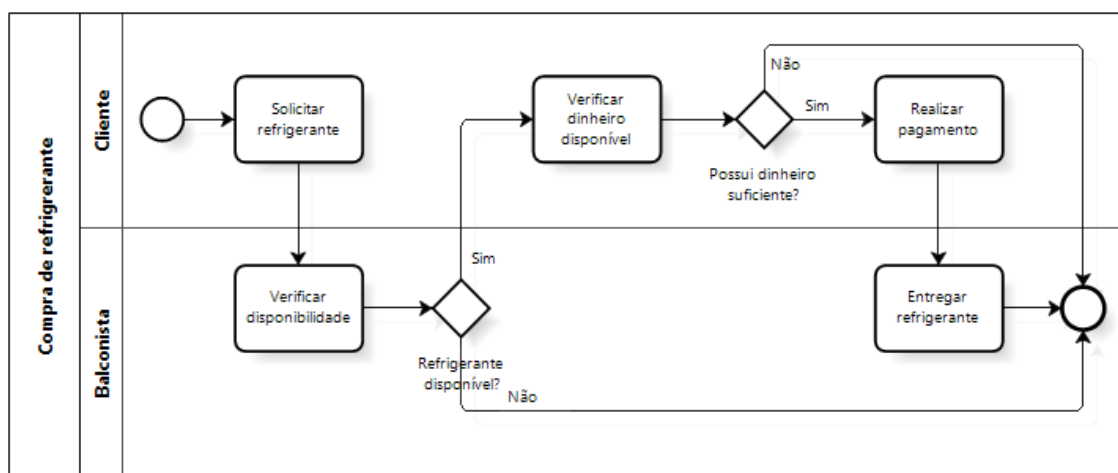 Compra de refrigrerante
Cliente
Solicitar
refrigerante
Verificar
dinheiro
disponível
Possui dinheiro
suficiente?
Não
Sim
Realizar
pagamento
Balconista
Verificar
disponibilidade
Refrigerante
disponível?
Sim
Não
Entregar
refrigerante